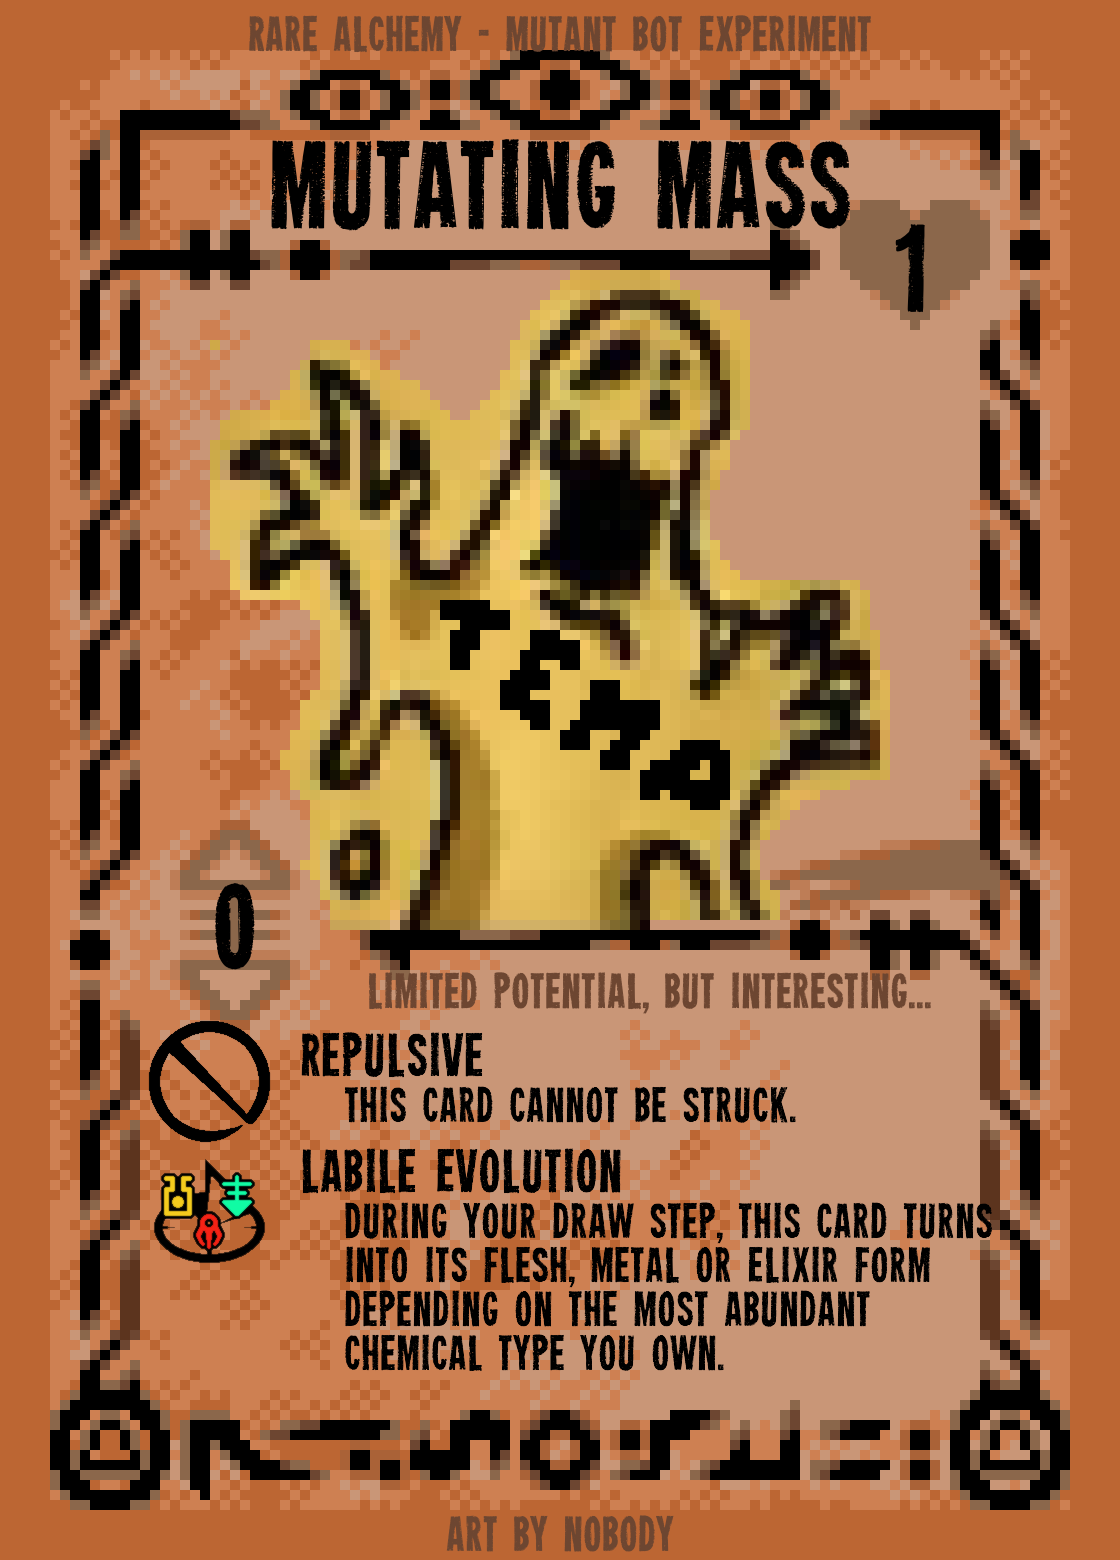 RARE ALCHEMY - MUTANT BOT EXPERIMENT
MUTATING MASS
1
TEMP
0
LIMITED POTENTIAL, BUT INTERESTING...
REPULSIVE
THIS CARD CANNOT BE STRUCK.
LABILE EVOLUTION
DURING YOUR DRAW STEP, THIS CARD TURNS
INTO ITS FLESH, METAL OR ELIXIR FORM
DEPENDING ON THE MOST ABUNDANT
CHEMICAL TYPE YOU OWN.
ART BY NOBODY